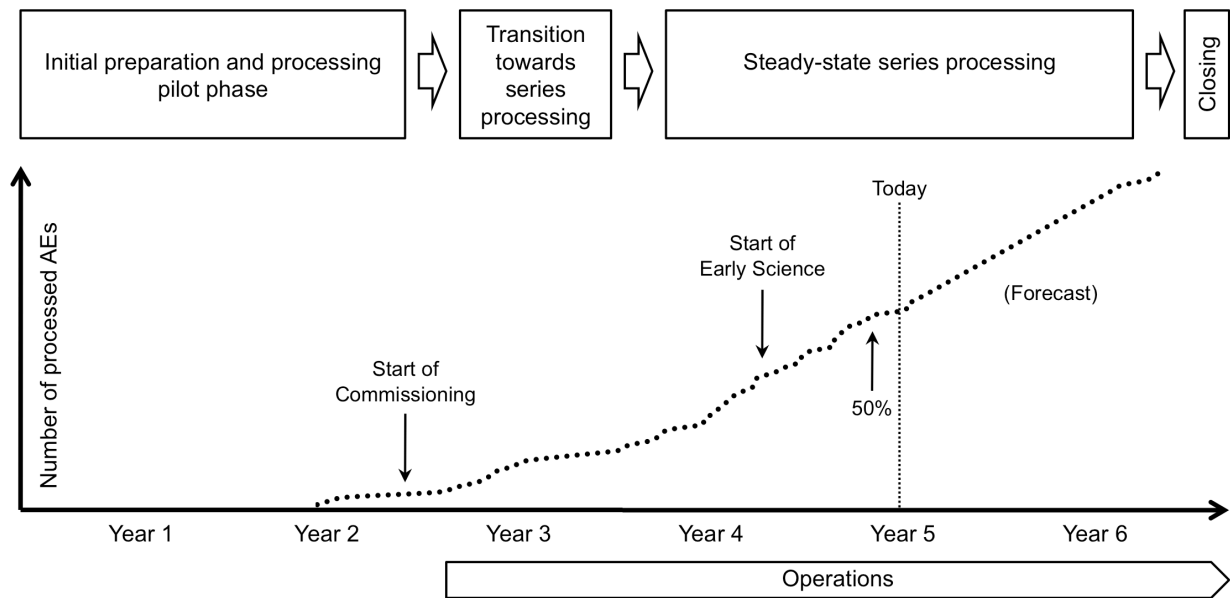 Initial preparation and processing
pilot phase
Transition
towards
series
processing
Steady-state series processing
Closing
Number of processed AEs
Today
Start of
Early Science
(Forecast)
Start of
Commissioning
50%
Year 1
Year 2
Year 3
Year 4
Year 5
Year 6
Operations